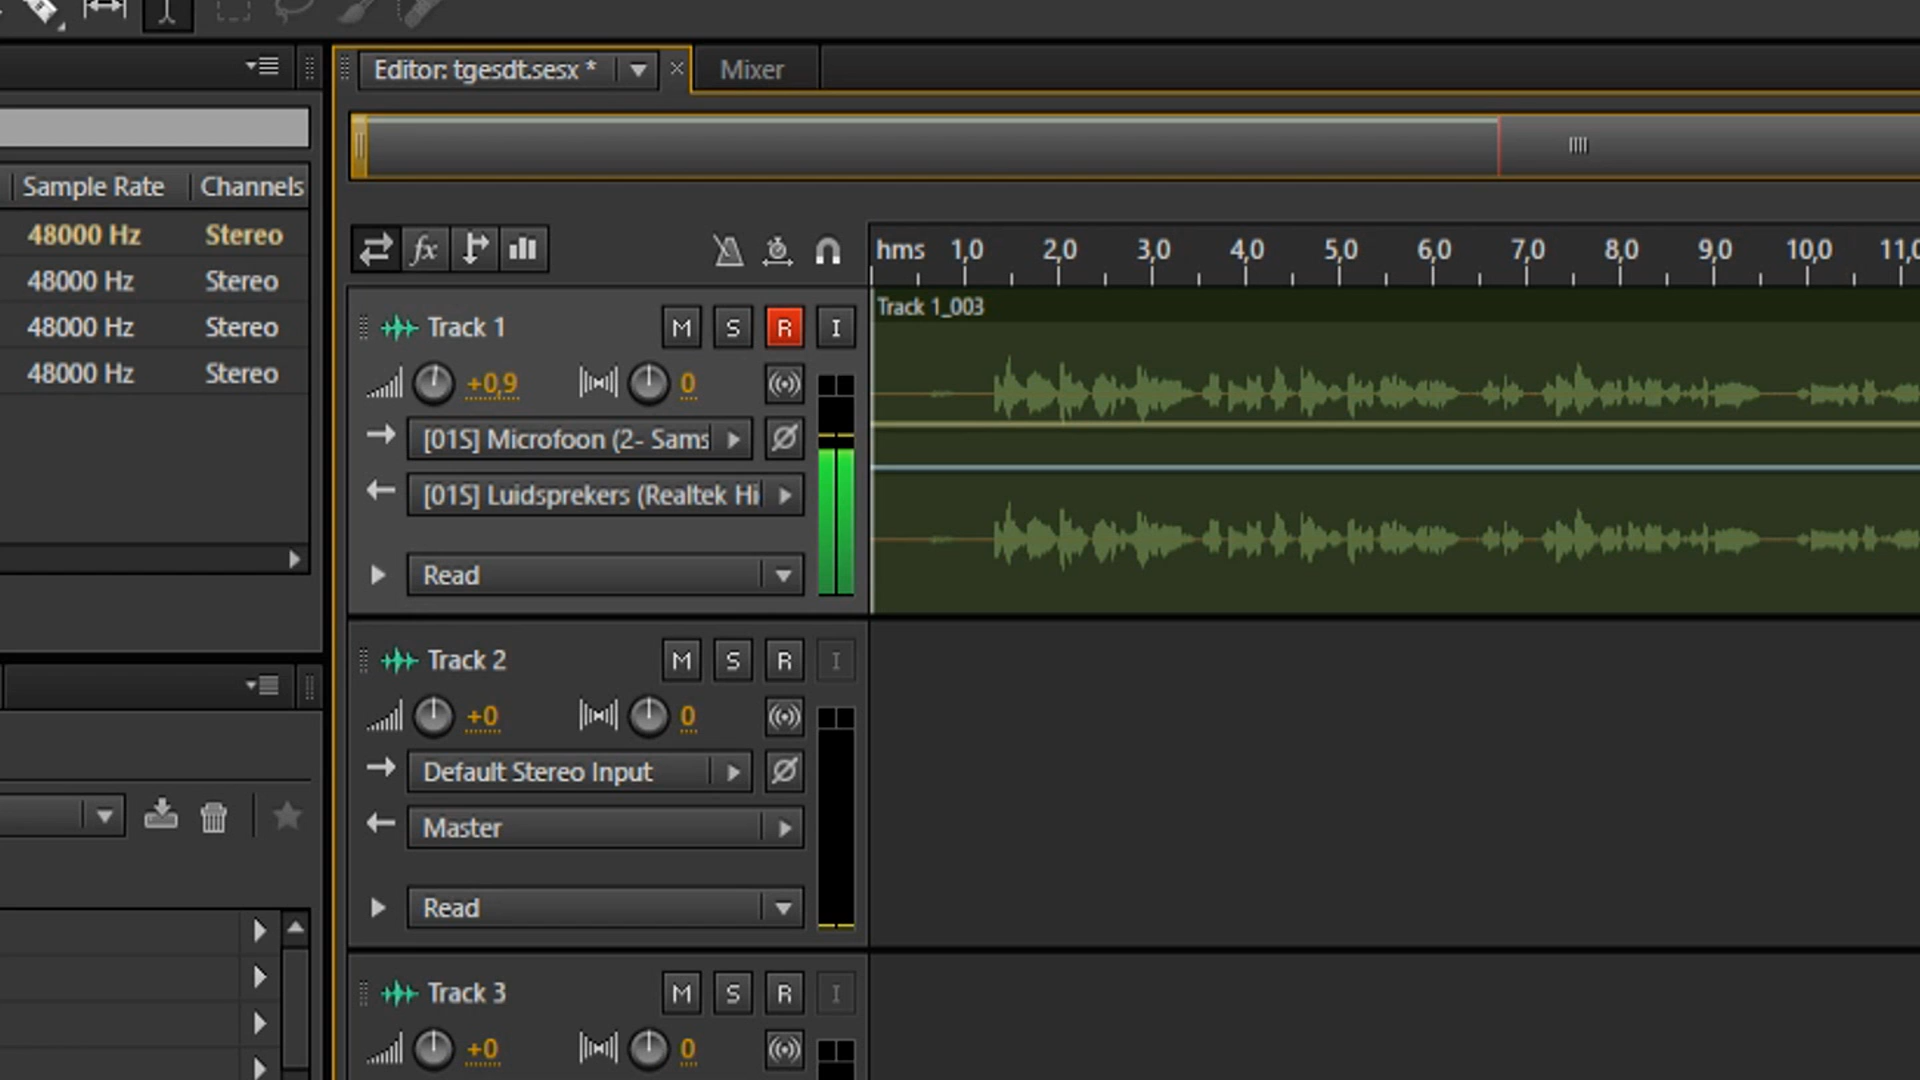 Editor: tgesdt.sesx *
Mixer
Sample Rate Channels
48000 Hz Stereo
48000 Hz Stereo
48000 Hz Stereo
48000 Hz Stereo
fx
hms 1,0 2,0 3,0 4,0 5,0 6,0 7,0 8,0 9,0 10,0 11,0
Track 1 M S R I
Track 1_003
+0,9 0
[01S] Microfoon (2- Sams
[01S] Luidsprekers (Realtek Hi
Read
Track 2 M S R I
+0 0
Default Stereo Input
Master
Read
Track 3 M S R I
+0 0